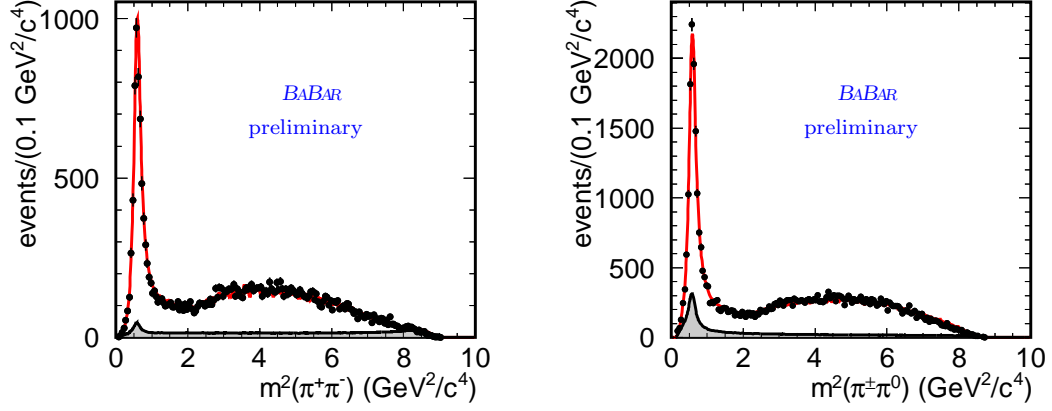 events/(0.1 GeV²/c⁴)
1000
500
0
BABAR
preliminary
0 2 4 6 8 10
m²(π⁺π⁻) (GeV²/c⁴)
events/(0.1 GeV²/c⁴)
2000
1500
1000
500
0
BABAR
preliminary
0 2 4 6 8 10
m²(π±π⁰) (GeV²/c⁴)